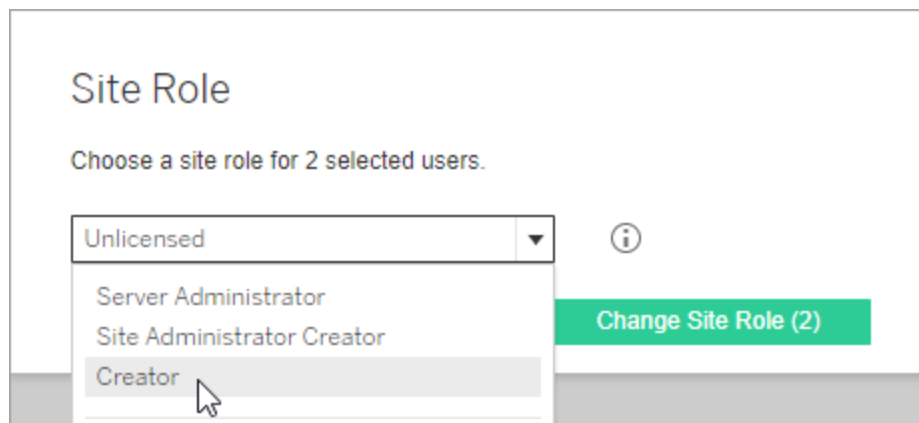 Site Role
Choose a site role for 2 selected users.
Unlicensed
Server Administrator
Site Administrator Creator
Change Site Role (2)
Creator